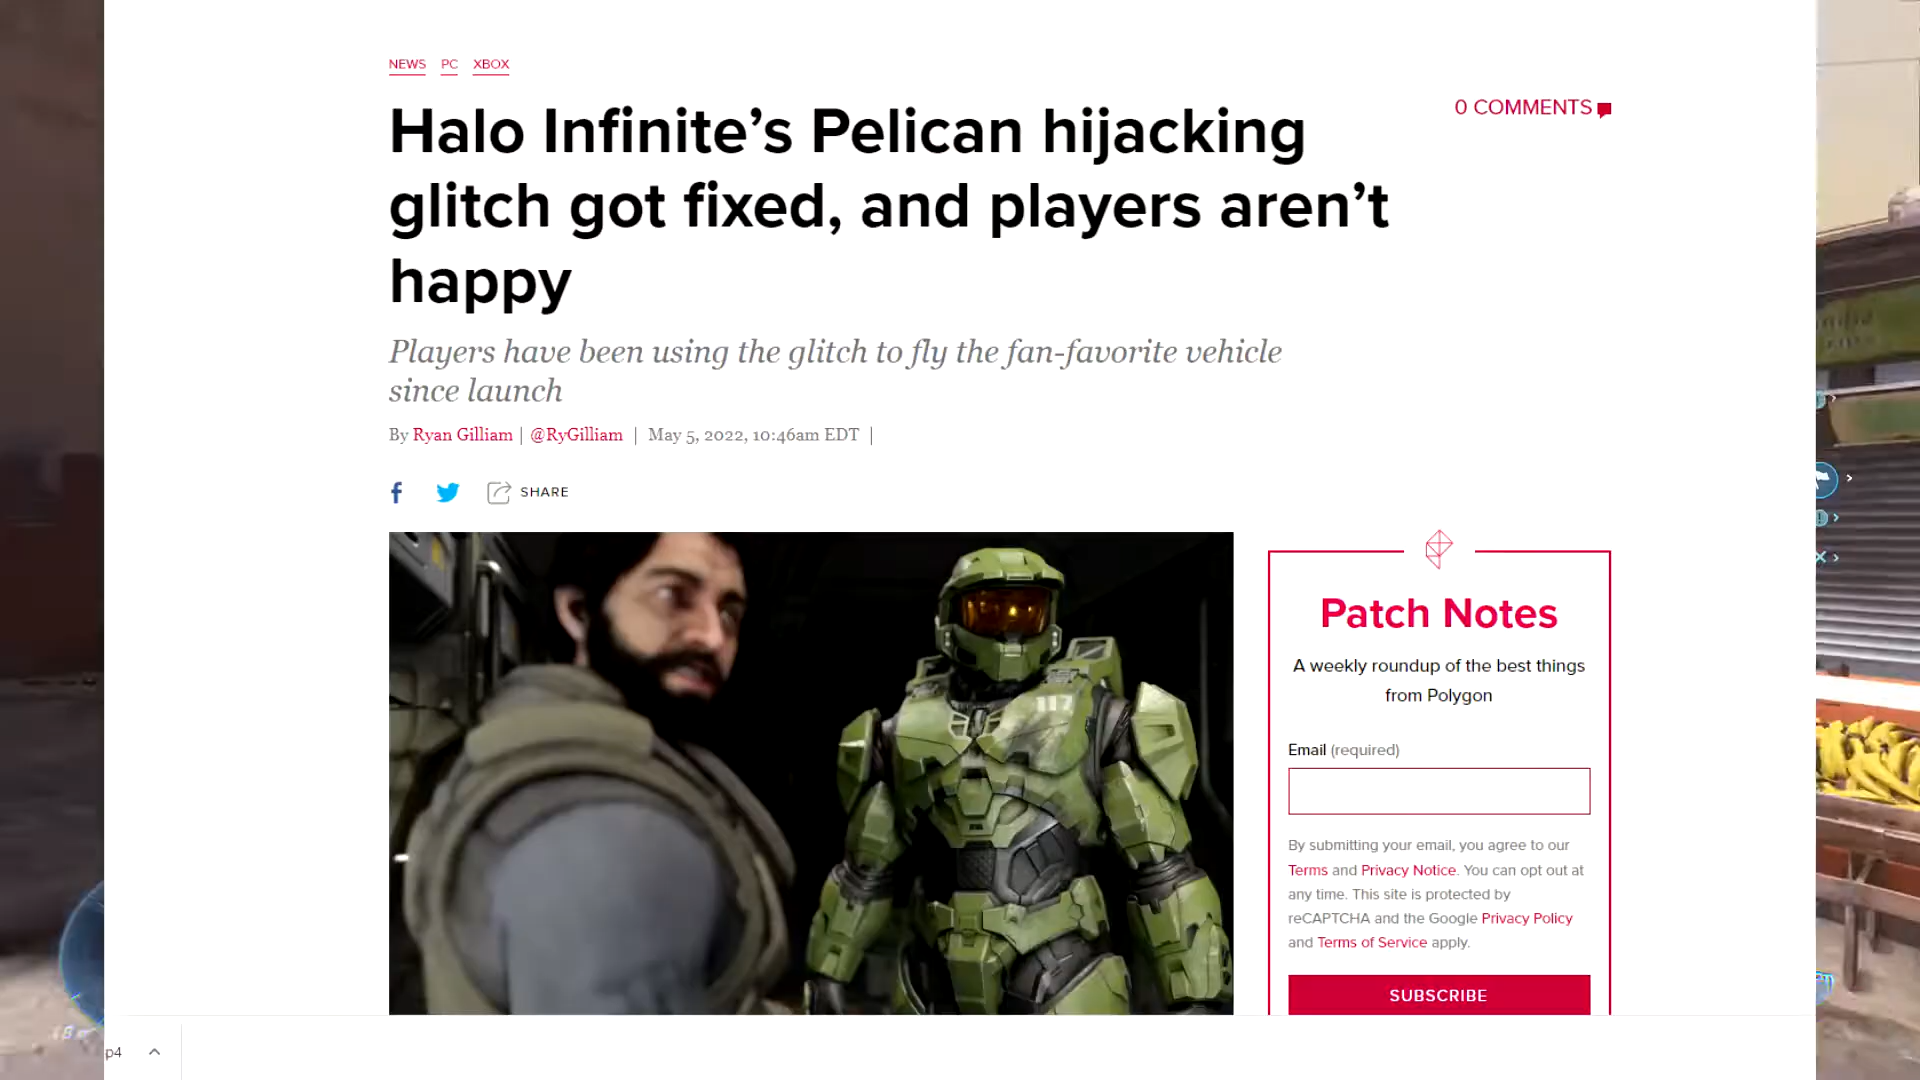 NEWS PC XBOX
0 COMMENTS
Halo Infinite’s Pelican hijacking
glitch got fixed, and players aren’t
happy
Players have been using the glitch to fly the fan-favorite vehicle
since launch
By Ryan Gilliam | @RyGilliam | May 5, 2022, 10:46am EDT |
SHARE
117
Patch Notes
A weekly roundup of the best things
from Polygon
Email (required)
By submitting your email, you agree to our
Terms and Privacy Notice. You can opt out at
any time. This site is protected by
reCAPTCHA and the Google Privacy Policy
and Terms of Service apply.
SUBSCRIBE
p4